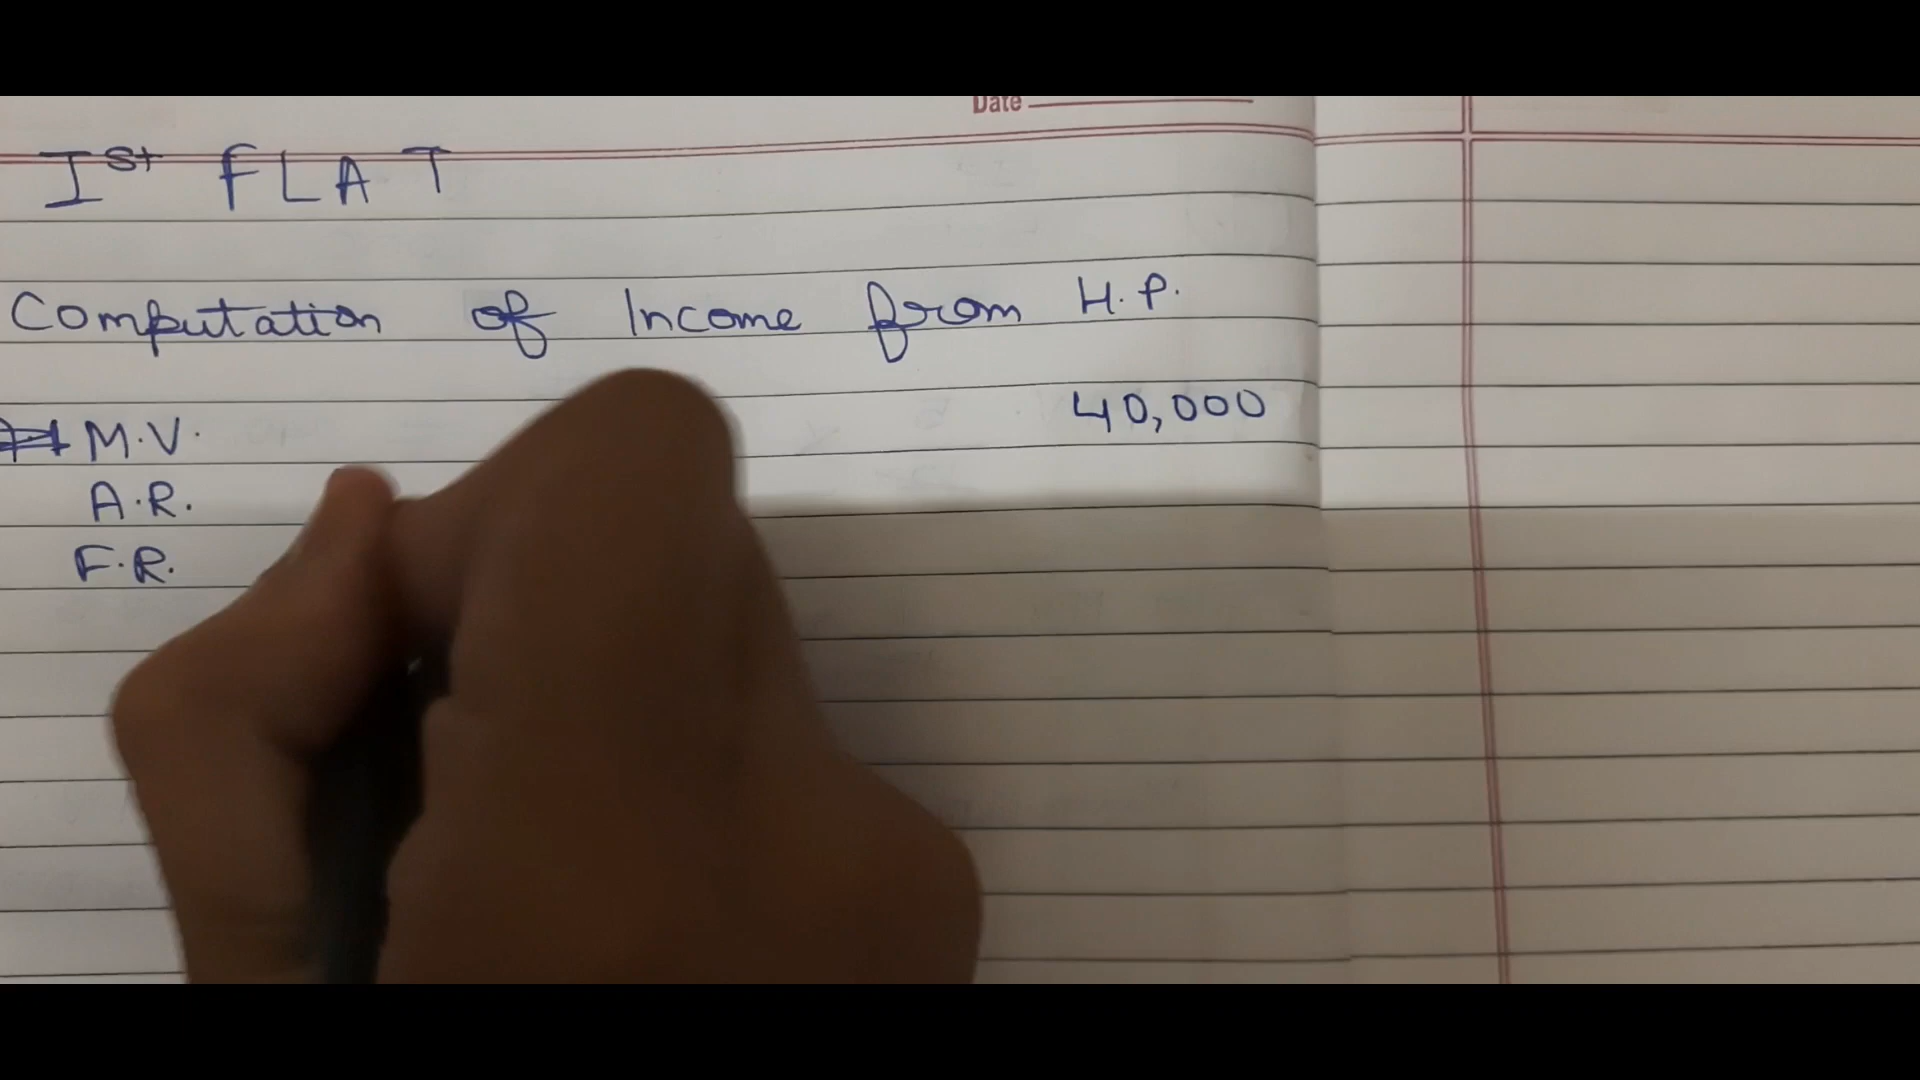 Date
Ist FLAT
Computation of Income from H.P.
M.V. 40,000
A.R.
F.R.